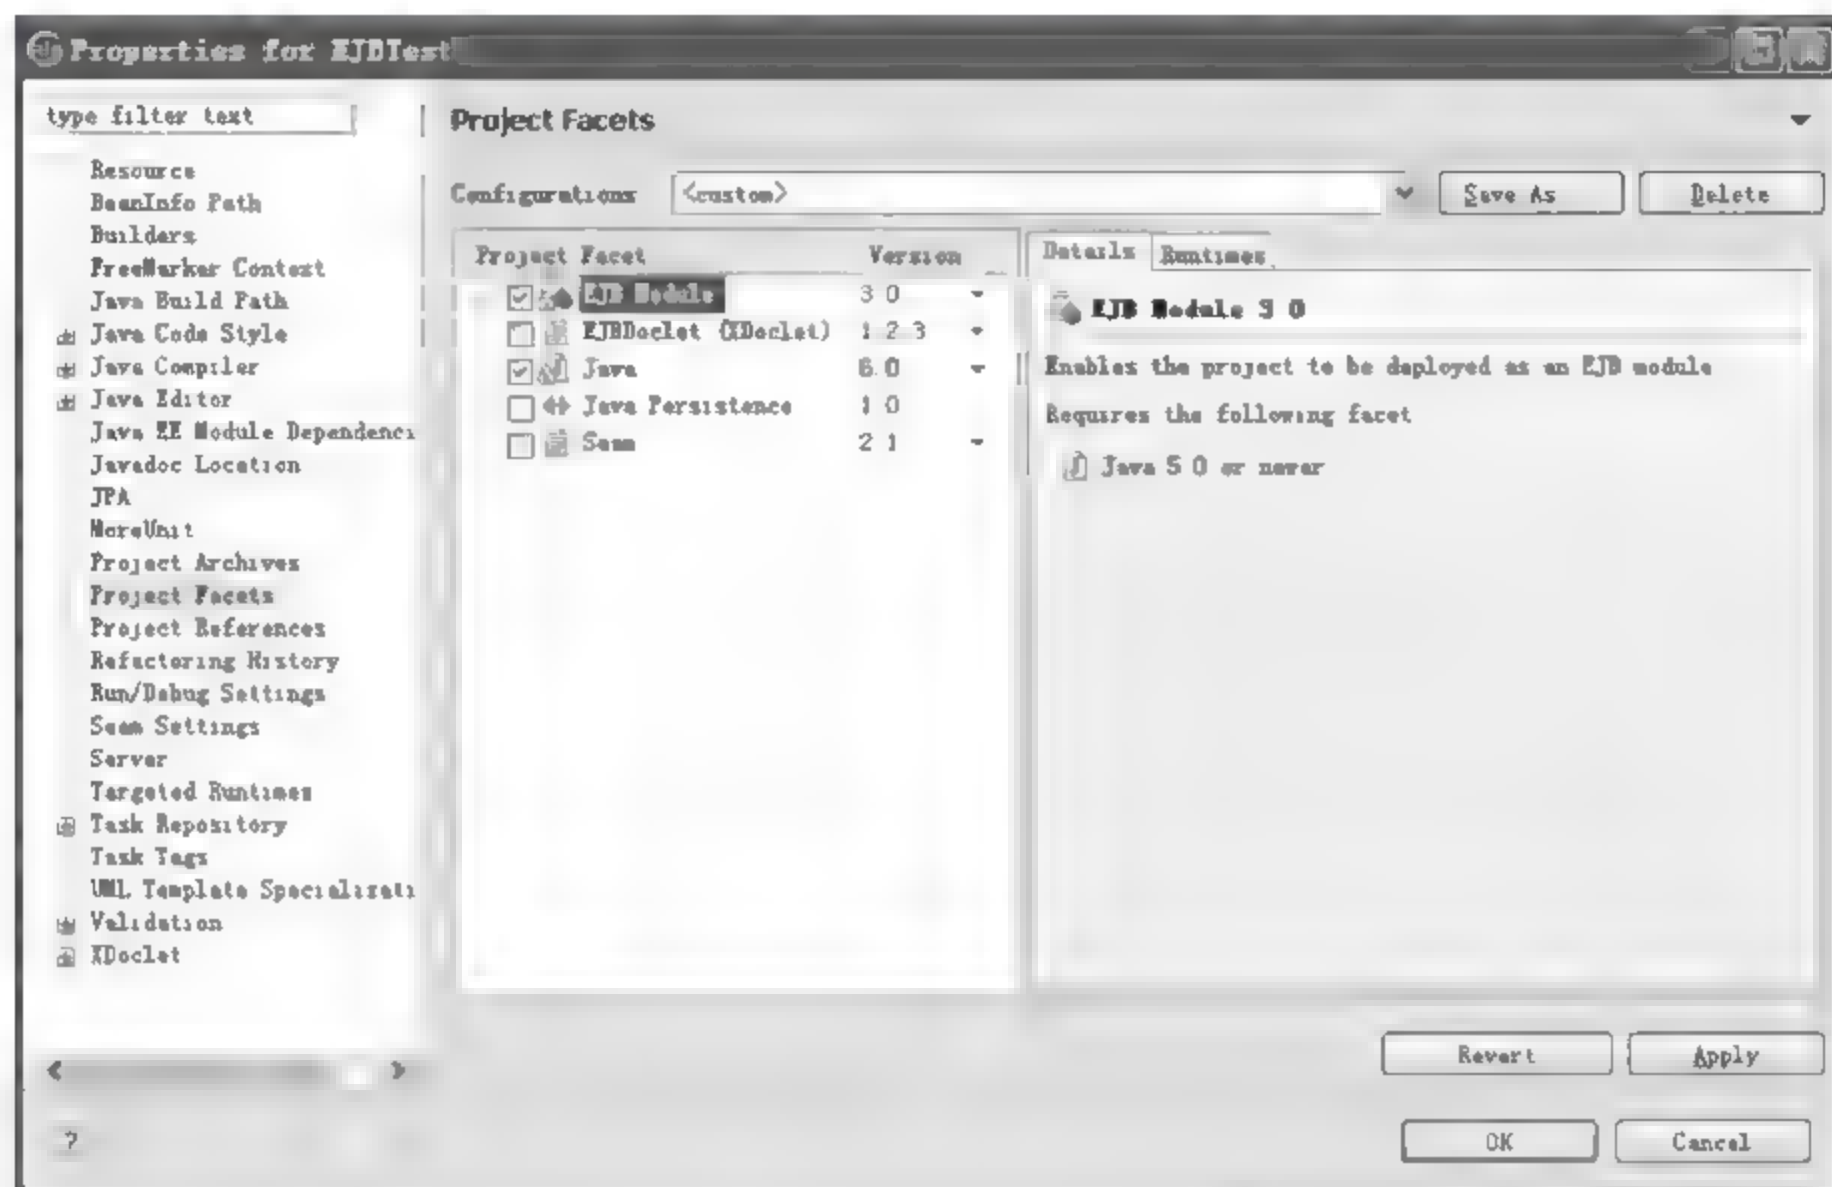 Properties for EJBTest
type filter text
Resource
BeanInfo Path
Builders
FreeMarker Context
Java Build Path
Java Code Style
Java Compiler
Java Editor
Java EE Module Dependenci
Javadoc Location
JPA
MoreUnit
Project Archives
Project Facets
Project References
Refactoring History
Run/Debug Settings
Seam Settings
Server
Targeted Runtimes
Task Repository
Task Tags
UML Template Specializati
Validation
XDoclet
?
Project Facets
Configurations <custom> Save As Delete
Project Facet Version
EJB Module 3.0
EJBDoclet (XDoclet) 1.2.3
Java 6.0
Java Persistence 1.0
Seam 2.1
Details Runtimes
EJB Module 3.0
Enables the project to be deployed as an EJB module
Requires the following facet
Java 5.0 or newer
Revert Apply
OK Cancel